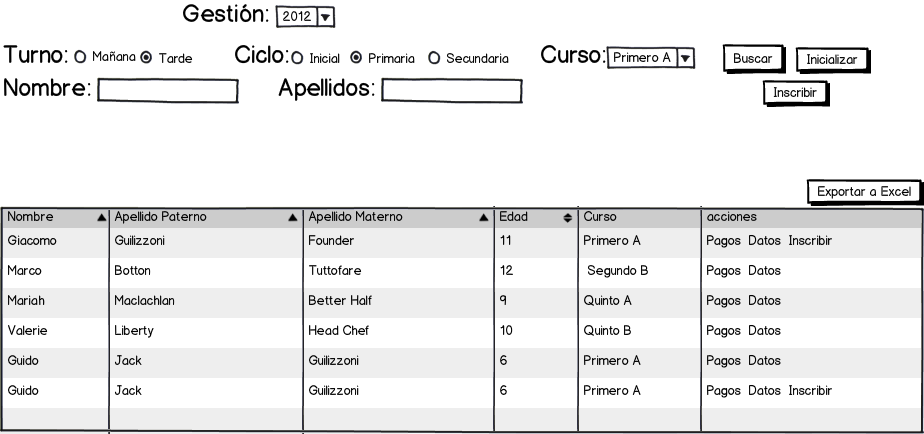 Gestión: 2012
Turno: Mañana Tarde Ciclo: Inicial Primaria Secundaria Curso: Primero A Buscar Inicializar
Nombre: Apellidos: Inscribir
Exportar a Excel
Nombre Apellido Paterno Apellido Materno Edad Curso acciones
Giacomo Guilizzoni Founder 11 Primero A Pagos Datos Inscribir
Marco Botton Tuttofare 12 Segundo B Pagos Datos
Mariah Maclachlan Better Half 9 Quinto A Pagos Datos
Valerie Liberty Head Chef 10 Quinto B Pagos Datos
Guido Jack Guilizzoni 6 Primero A Pagos Datos
Guido Jack Guilizzoni 6 Primero A Pagos Datos Inscribir